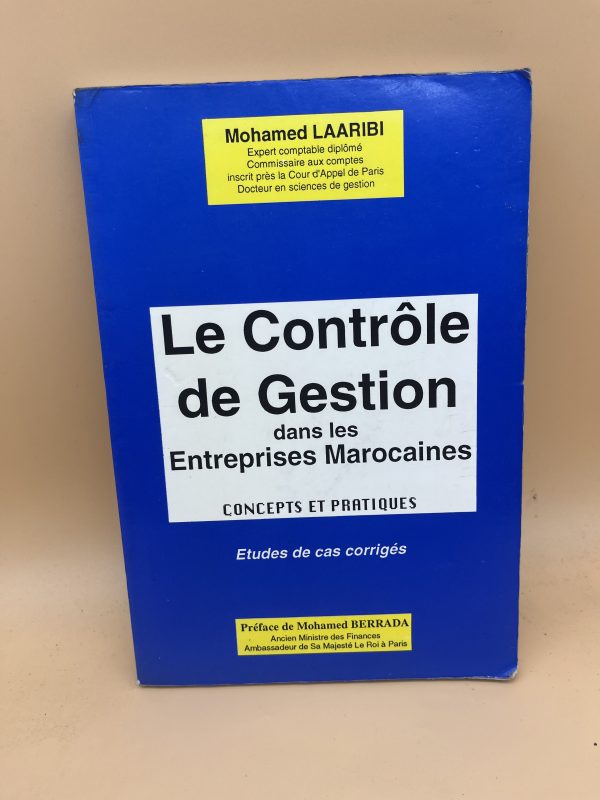 Mohamed LAARIBI
Expert comptable diplômé
Commissaire aux comptes
inscrit près la Cour d'Appel de Paris
Docteur en sciences de gestion
Le Contrôle
de Gestion
dans les
Entreprises Marocaines
CONCEPTS ET PRATIQUES
Etudes de cas corrigés
Préface de Mohamed BERRADA
Ancien Ministre des Finances
Ambassadeur de Sa Majesté Le Roi à Paris